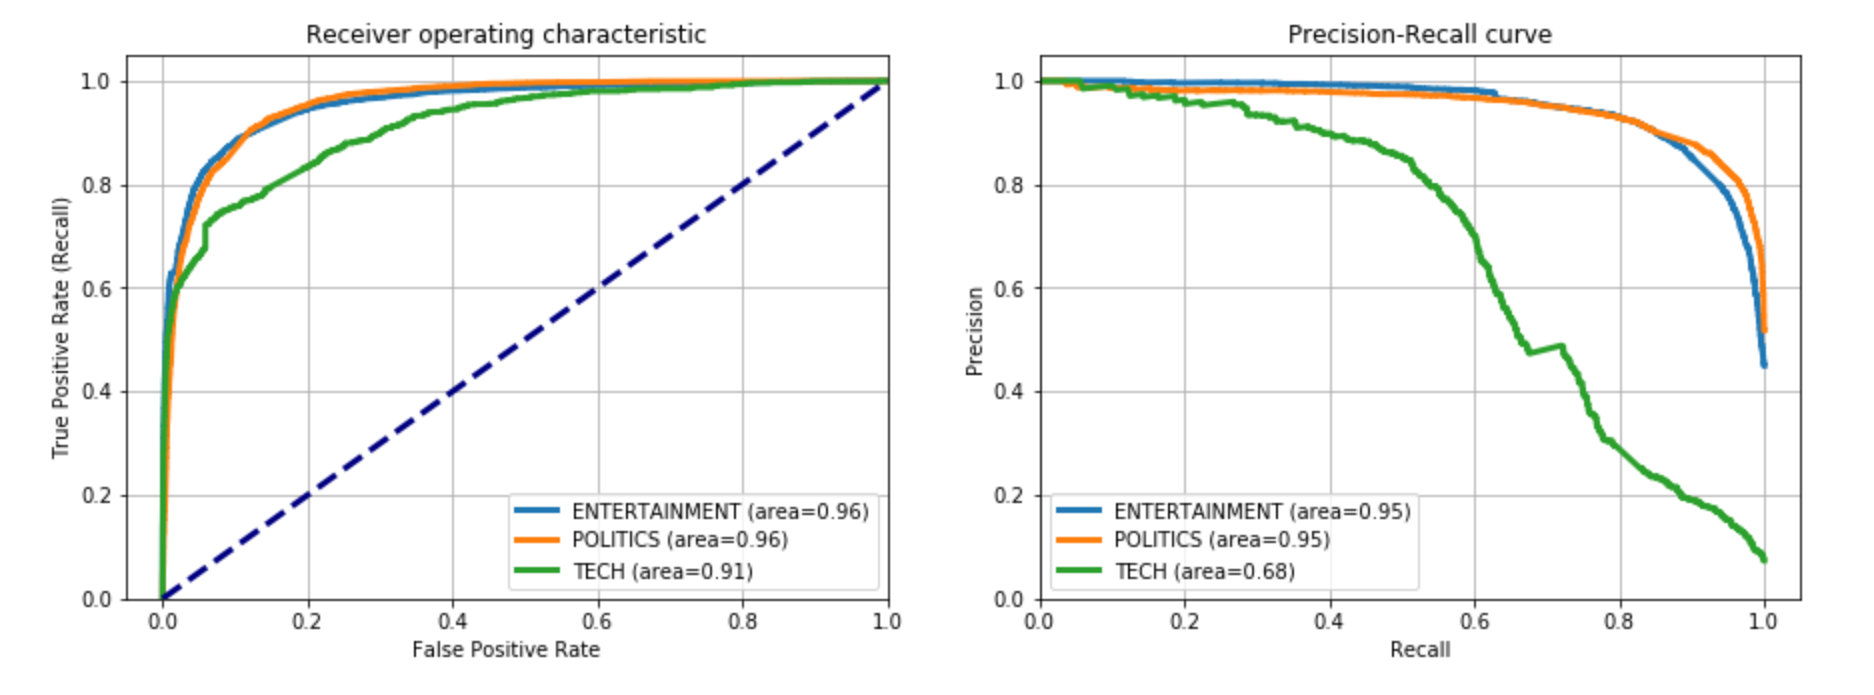 Receiver operating characteristic
1.0
0.8
0.6
0.4
0.2
0.0
True Positive Rate (Recall)
0.0 0.2 0.4 0.6 0.8 1.0
False Positive Rate
ENTERTAINMENT (area=0.96)
POLITICS (area=0.96)
TECH (area=0.91)
Precision-Recall curve
1.0
0.8
0.6
0.4
0.2
0.0
Precision
0.0 0.2 0.4 0.6 0.8 1.0
Recall
ENTERTAINMENT (area=0.95)
POLITICS (area=0.95)
TECH (area=0.68)